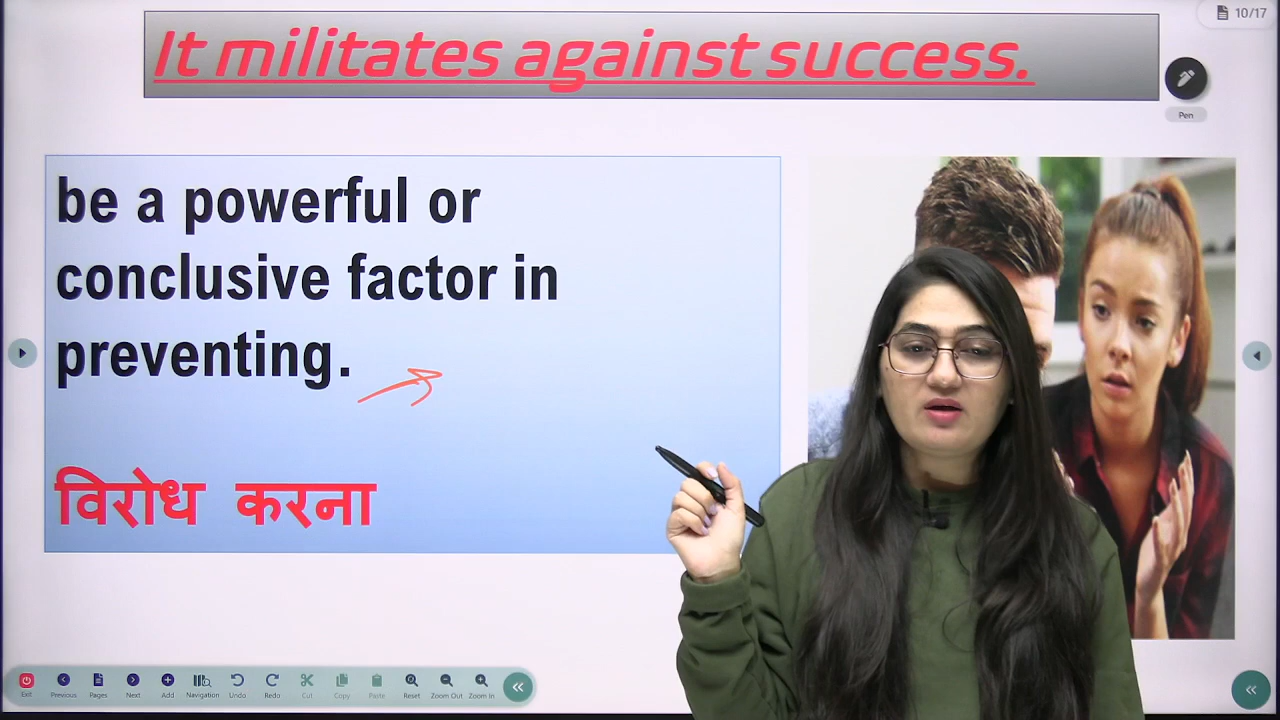 10/17
It militates against success.
Pen
be a powerful or
conclusive factor in
preventing.
विरोध करना
Exit Previous Pages Next Add Navigation Undo Redo Cut Copy Paste Reset Zoom Out Zoom In